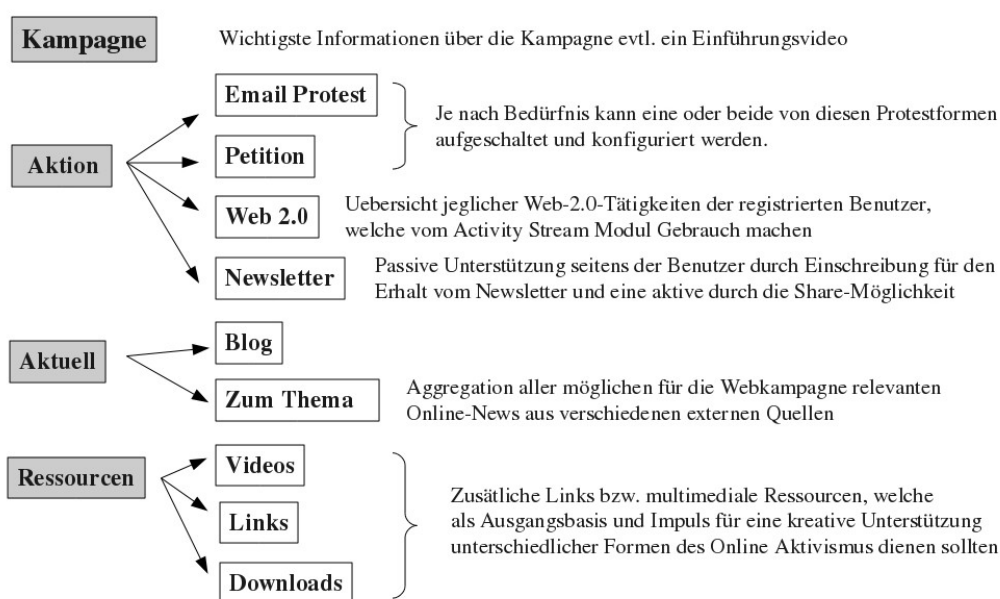 Kampagne
Wichtigste Informationen über die Kampagne evtl. ein Einführungsvideo
Aktion
Email Protest
Petition
Je nach Bedürfnis kann eine oder beide von diesen Protestformen
aufgeschaltet und konfiguriert werden.
Web 2.0
Uebersicht jeglicher Web-2.0-Tätigkeiten der registrierten Benutzer,
welche vom Activity Stream Modul Gebrauch machen
Newsletter
Passive Unterstützung seitens der Benutzer durch Einschreibung für den
Erhalt vom Newsletter und eine aktive durch die Share-Möglichkeit
Aktuell
Blog
Zum Thema
Aggregation aller möglichen für die Webkampagne relevanten
Online-News aus verschiedenen externen Quellen
Ressourcen
Videos
Links
Downloads
Zusätliche Links bzw. multimediale Ressourcen, welche
als Ausgangsbasis und Impuls für eine kreative Unterstützung
unterschiedlicher Formen des Online Aktivismus dienen sollten